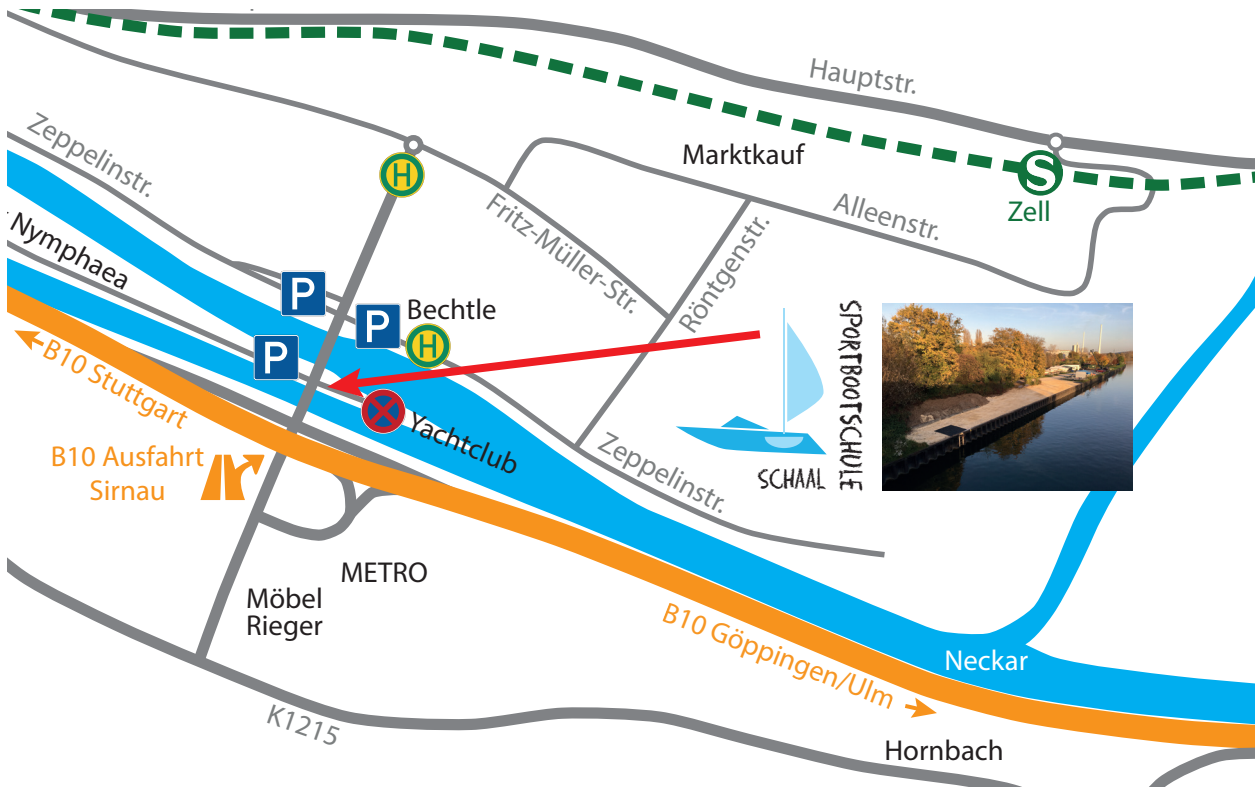 Hauptstr.
Zeppelinstr.
Marktkauf
H
S
Zell
Alleenstr.
Fritz-Müller-Str.
Nymphaea
Röntgenstr.
P
Bechtle
P
H
P
B10 Stuttgart
Yachtclub
SPORTBOOTSCHULE
SCHAAL
B10 Ausfahrt
Sirnau
Zeppelinstr.
METRO
Möbel
Rieger
B10 Göppingen/Ulm
Neckar
K1215
Hornbach